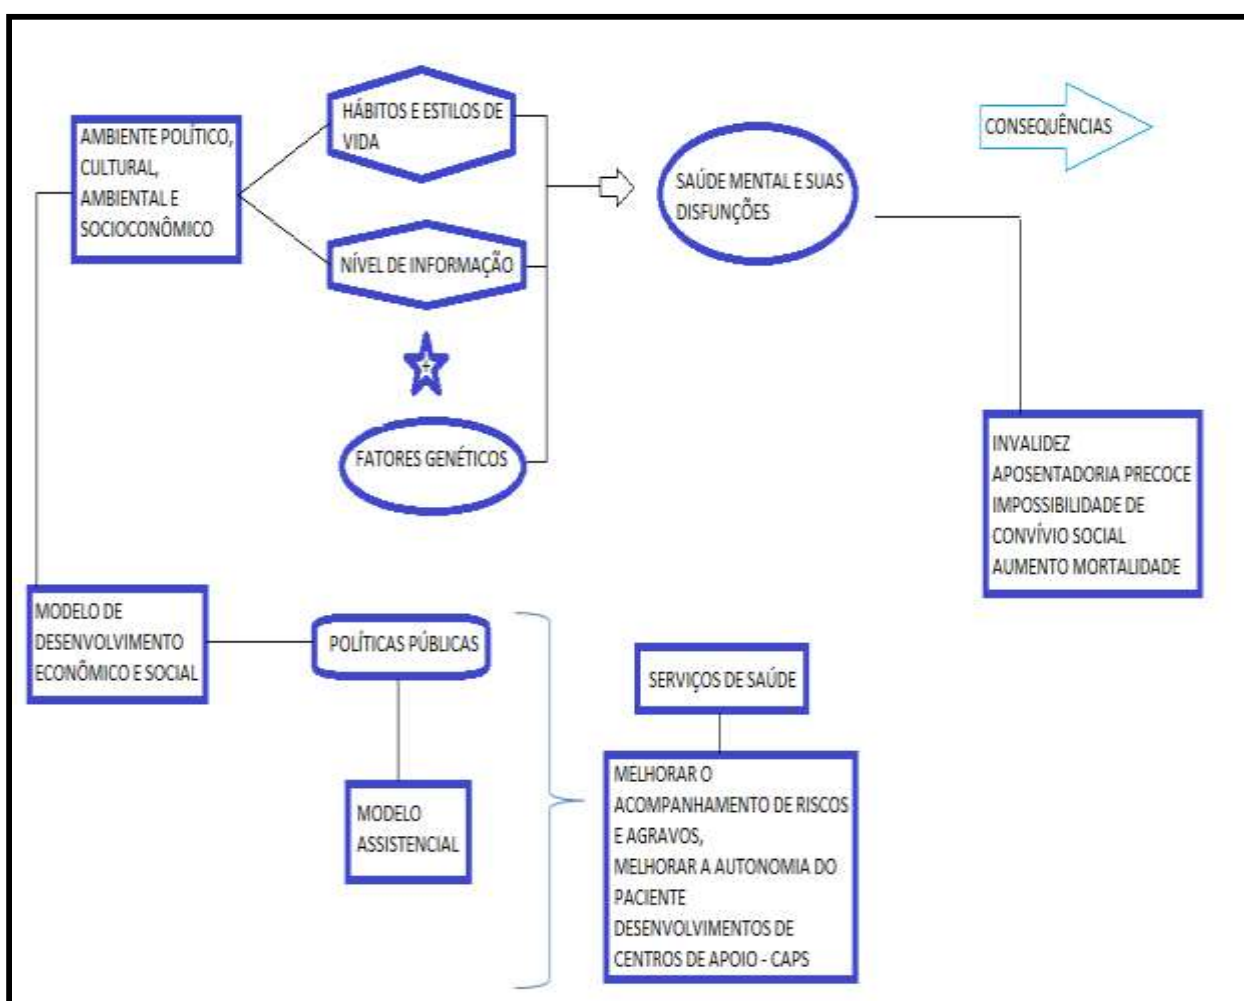 AMBIENTE POLÍTICO,
CULTURAL,
AMBIENTAL E
SOCIOCONÔMICO
HÁBITOS E ESTILOS DE
VIDA
NÍVEL DE INFORMAÇÃO
+
FATORES GENÉTICOS
SAÚDE MENTAL E SUAS
DISFUNÇÕES
CONSEQUÊNCIAS
INVALIDEZ
APOSENTADORIA PRECOCE
IMPOSSIBILIDADE DE
CONVÍVIO SOCIAL
AUMENTO MORTALIDADE
MODELO DE
DESENVOLVIMENTO
ECONÔMICO E SOCIAL
POLÍTICAS PÚBLICAS
MODELO
ASSISTENCIAL
SERVIÇOS DE SAÚDE
MELHORAR O
ACOMPANHAMENTO DE RISCOS
E AGRAVOS,
MELHORAR A AUTONOMIA DO
PACIENTE
DESENVOLVIMENTOS DE
CENTROS DE APOIO - CAPS